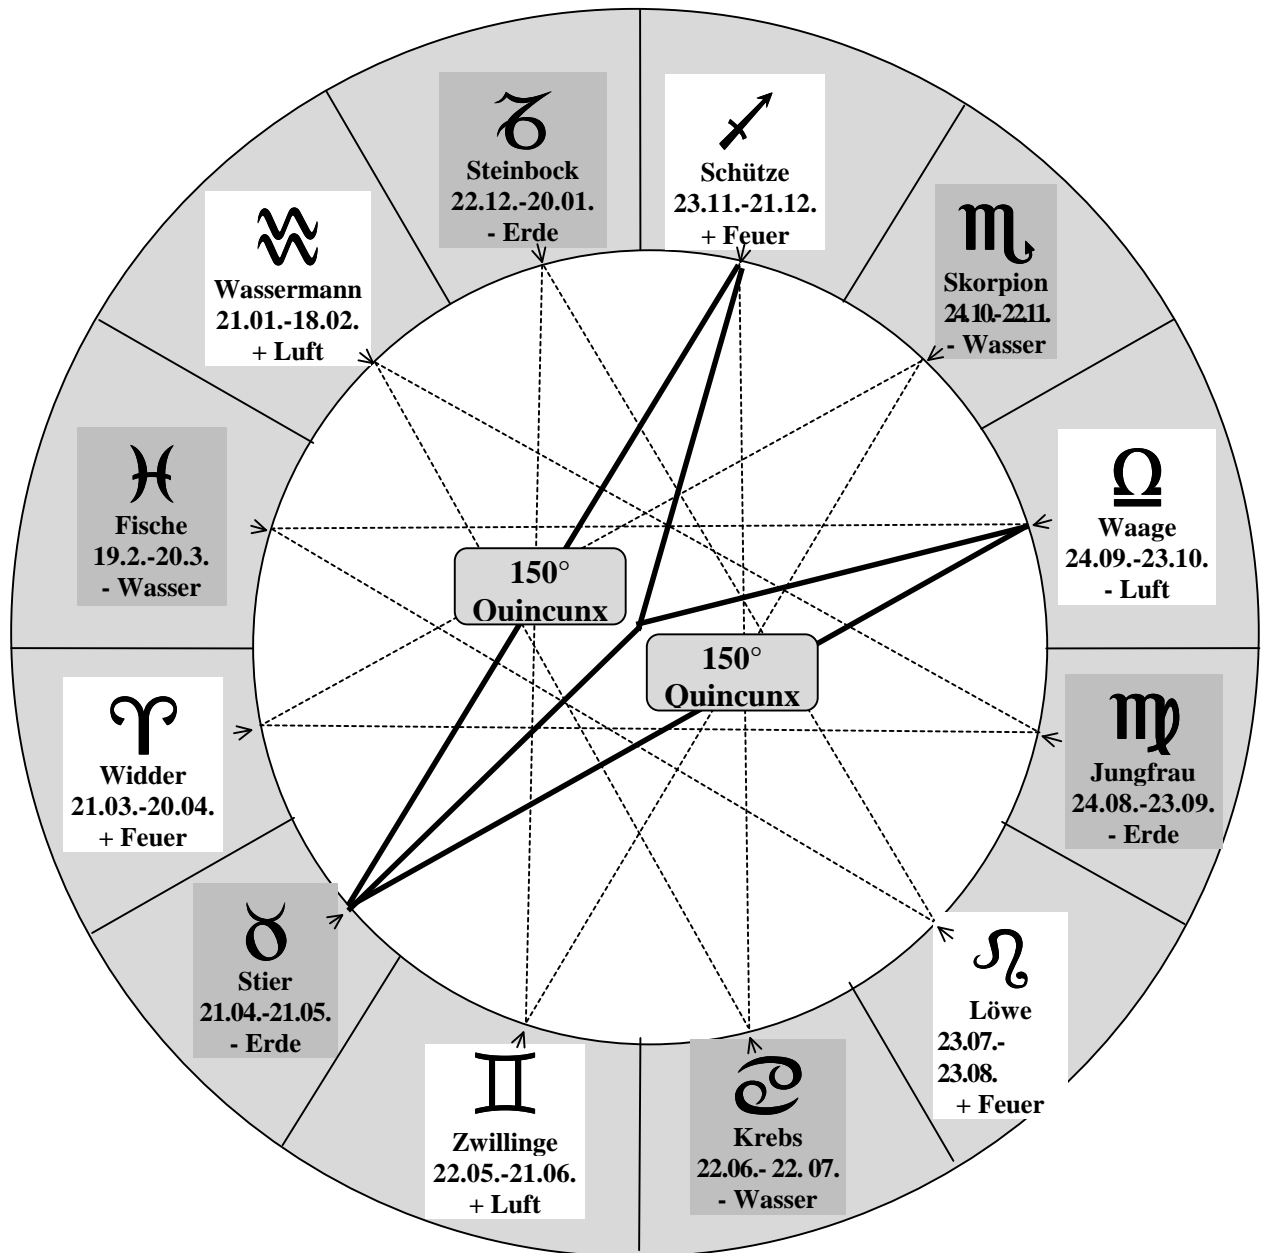 Steinbock
22.12.-20.01.
- Erde
Schütze
23.11.-21.12.
+ Feuer
Wassermann
21.01.-18.02.
+ Luft
Skorpion
24.10.-22.11.
- Wasser
Fische
19.2.-20.3.
- Wasser
Waage
24.09.-23.10.
- Luft
150°
Quincunx
150°
Quincunx
Widder
21.03.-20.04.
+ Feuer
Jungfrau
24.08.-23.09.
- Erde
Stier
21.04.-21.05.
- Erde
Löwe
23.07.-
23.08.
+ Feuer
Zwillinge
22.05.-21.06.
+ Luft
Krebs
22.06.- 22. 07.
- Wasser